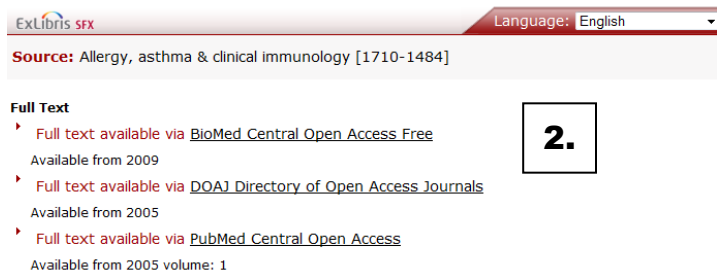 ExLibris SFX
Language: English
Source: Allergy, asthma & clinical immunology [1710-1484]
Full Text
Full text available via BioMed Central Open Access Free
2.
Available from 2009
Full text available via DOAJ Directory of Open Access Journals
Available from 2005
Full text available via PubMed Central Open Access
Available from 2005 volume: 1